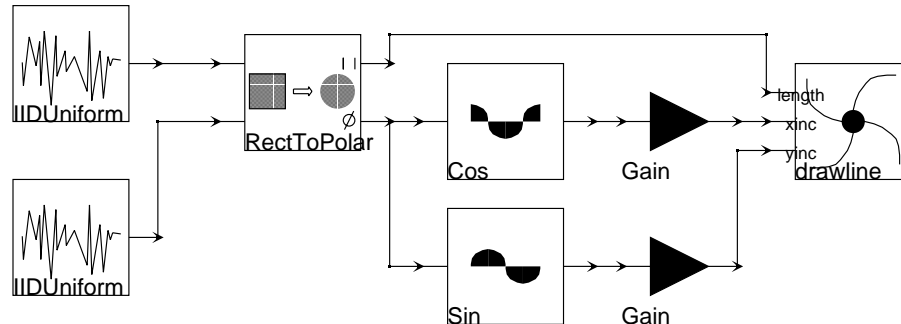 IIDUniform
IIDUniform
RectToPolar
| |
Ø
Cos
Gain
Sin
Gain
length
xinc
yinc
drawline